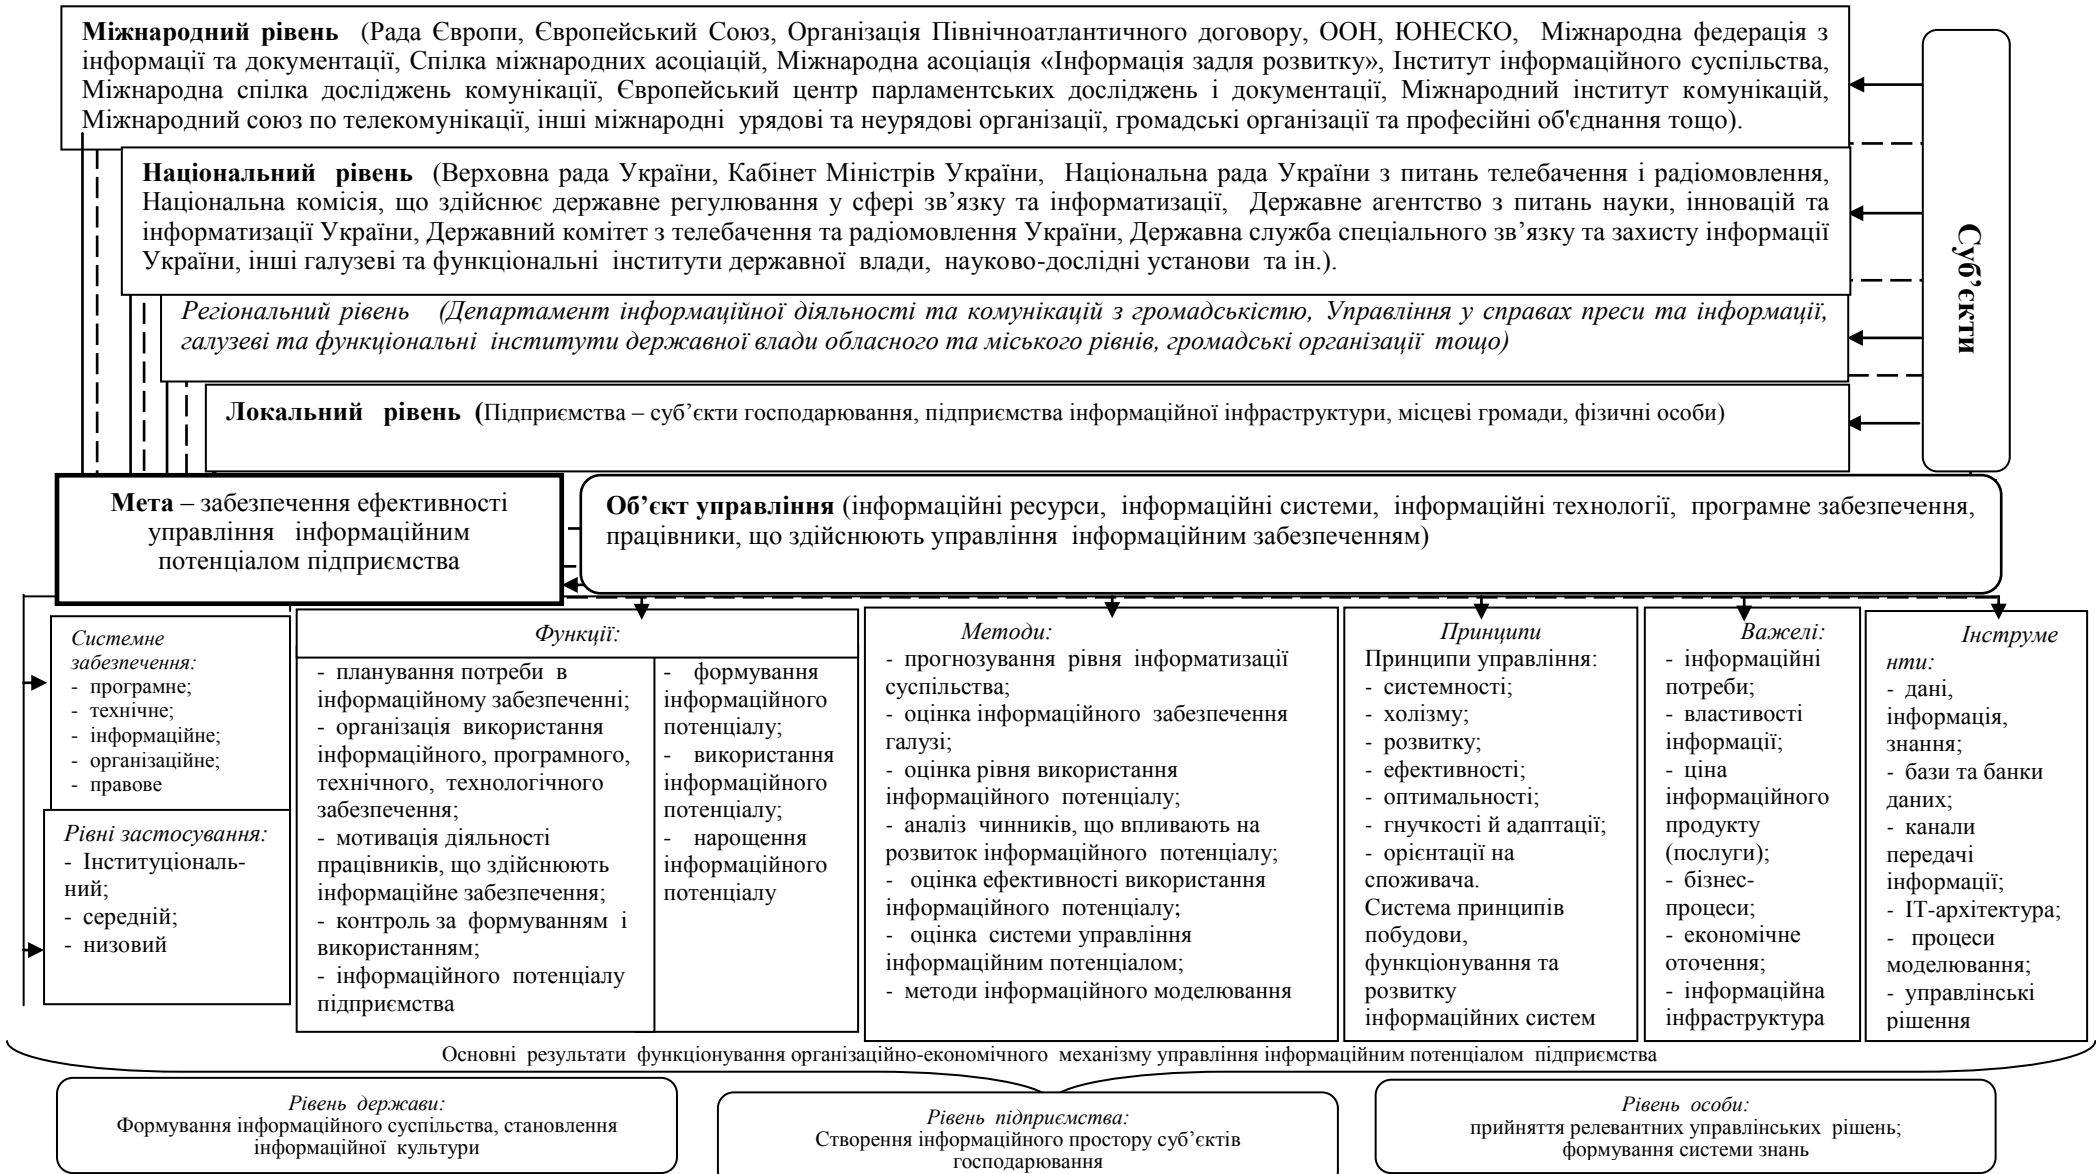 Міжнародний рівень (Рада Європи, Європейський Союз, Організація Північноатлантичного договору, ООН, ЮНЕСКО, Міжнародна федерація з
інформації та документації, Спілка міжнародних асоціацій, Міжнародна асоціація «Інформація задля розвитку», Інститут інформаційного суспільства,
Міжнародна спілка досліджень комунікації, Європейський центр парламентських досліджень і документації, Міжнародний інститут комунікацій,
Міжнародний союз по телекомунікації, інші міжнародні урядові та неурядові організації, громадські організації та професійні об'єднання тощо).
Національний рівень (Верховна рада України, Кабінет Міністрів України, Національна рада України з питань телебачення і радіомовлення,
Національна комісія, що здійснює державне регулювання у сфері зв’язку та інформатизації, Державне агентство з питань науки, інновацій та
інформатизації України, Державний комітет з телебачення та радіомовлення України, Державна служба спеціального зв’язку та захисту інформації
України, інші галузеві та функціональні інститути державної влади, науково-дослідні установи та ін.).
Регіональний рівень (Департамент інформаційної діяльності та комунікацій з громадськістю, Управління у справах преси та інформації,
галузеві та функціональні інститути державної влади обласного та міського рівнів, громадські організації тощо)
Локальний рівень (Підприємства – суб’єкти господарювання, підприємства інформаційної інфраструктури, місцеві громади, фізичні особи)
Суб’єкти
Мета – забезпечення ефективності
управління інформаційним
потенціалом підприємства
Об’єкт управління (інформаційні ресурси, інформаційні системи, інформаційні технології, програмне забезпечення,
працівники, що здійснюють управління інформаційним забезпеченням)
Системне
забезпечення:
- програмне;
- технічне;
- інформаційне;
- організаційне;
- правове
Рівні застосування:
- Інституціональ-
ний;
- середній;
- низовий
Функції:
- планування потреби в
інформаційному забезпеченні;
- організація використання
інформаційного, програмного,
технічного, технологічного
забезпечення;
- мотивація діяльності
працівників, що здійснюють
інформаційне забезпечення;
- контроль за формуванням і
використанням;
- інформаційного потенціалу
підприємства
- формування
інформаційного
потенціалу;
- використання
інформаційного
потенціалу;
- нарощення
інформаційного
потенціалу
Методи:
- прогнозування рівня інформатизації
суспільства;
- оцінка інформаційного забезпечення
галузі;
- оцінка рівня використання
інформаційного потенціалу;
- аналіз чинників, що впливають на
розвиток інформаційного потенціалу;
- оцінка ефективності використання
інформаційного потенціалу;
- оцінка системи управління
інформаційним потенціалом;
- методи інформаційного моделювання
Принципи
Принципи управління:
- системності;
- холізму;
- розвитку;
- ефективності;
- оптимальності;
- гнучкості й адаптації;
- орієнтації на
споживача.
Система принципів
побудови,
функціонування та
розвитку
інформаційних систем
Важелі:
- інформаційні
потреби;
- властивості
інформації;
- ціна
інформаційного
продукту
(послуги);
- бізнес-
процеси;
- економічне
оточення;
- інформаційна
інфраструктура
Інструме
нти:
- дані,
інформація,
знання;
- бази та банки
даних;
- канали
передачі
інформації;
- ІТ-архітектура;
- процеси
моделювання;
- управлінські
рішення
Основні результати функціонування організаційно-економічного механізму управління інформаційним потенціалом підприємства
Рівень держави:
Формування інформаційного суспільства, становлення
інформаційної культури
Рівень підприємства:
Створення інформаційного простору суб’єктів
господарювання
Рівень особи:
прийняття релевантних управлінських рішень;
формування системи знань